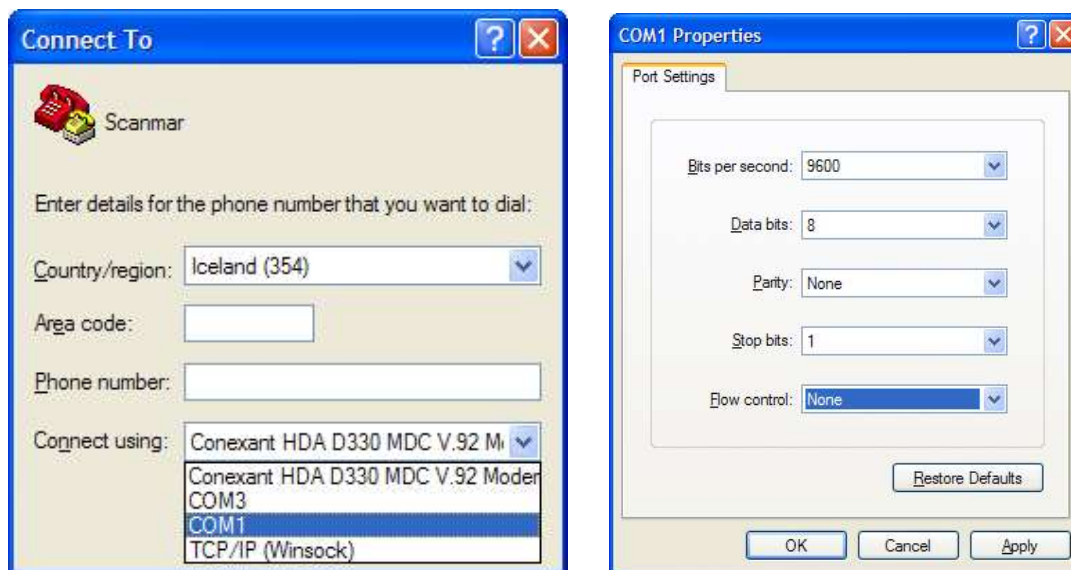 Connect To
Scanmar
Enter details for the phone number that you want to dial:
Country/region: Iceland (354)
Area code:
Phone number:
Connect using: Conexant HDA D330 MDC V.92 M
Conexant HDA D330 MDC V.92 Moder
COM3
COM1
TCP/IP (Winsock)
COM1 Properties
Port Settings
Bits per second: 9600
Data bits: 8
Parity: None
Stop bits: 1
Flow control: None
Restore Defaults
OK Cancel Apply